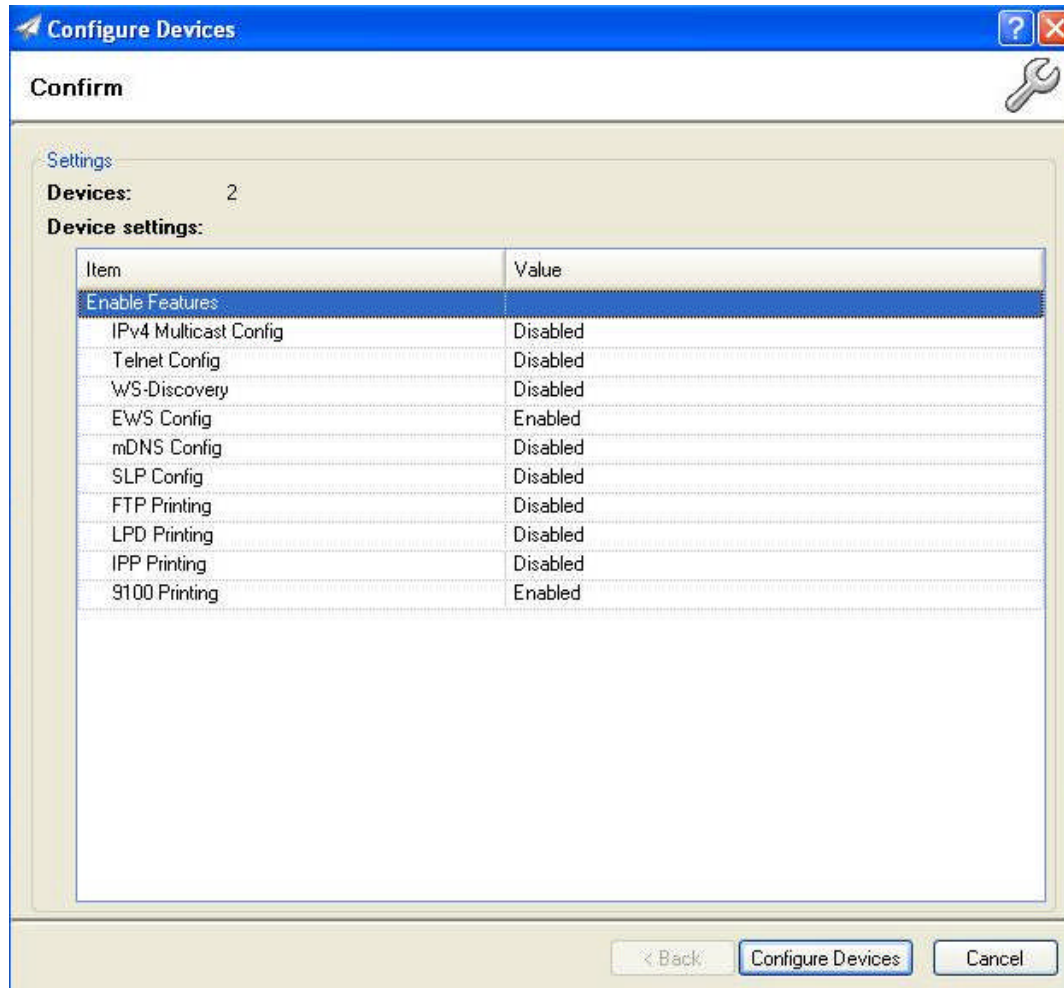 Configure Devices
Confirm
Settings
Devices: 2
Device settings:
Item Value
Enable Features
IPv4 Multicast Config Disabled
Telnet Config Disabled
WS-Discovery Disabled
EWS Config Enabled
mDNS Config Disabled
SLP Config Disabled
FTP Printing Disabled
LPD Printing Disabled
IPP Printing Disabled
9100 Printing Enabled
< Back Configure Devices Cancel